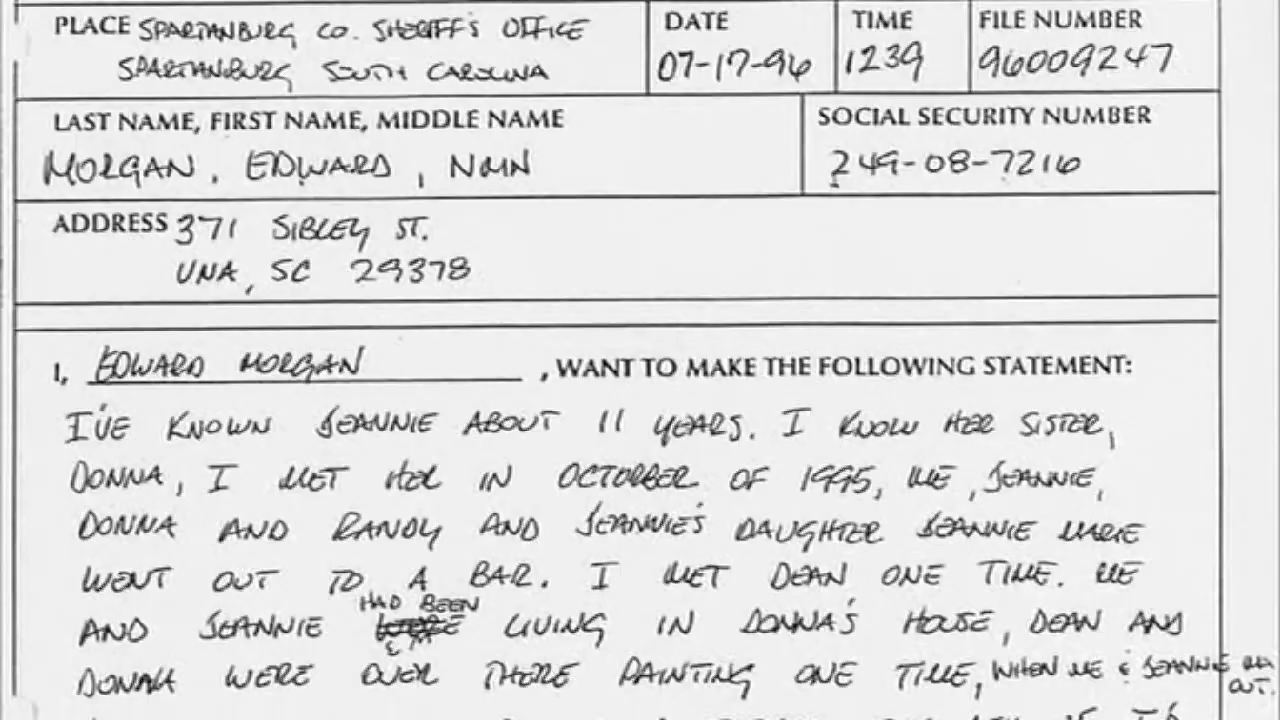 PLACE SPARTANBURG CO. SHERIFF'S OFFICE
SPARTANBURG SOUTH CAROLINA
DATE
07-17-96
TIME
1239
FILE NUMBER
96009247
LAST NAME, FIRST NAME, MIDDLE NAME
MORGAN, EDWARD, NMN
SOCIAL SECURITY NUMBER
249-08-7216
ADDRESS 371 SIBLEY ST.
UNA, SC 29378
I, EDWARD MORGAN, WANT TO MAKE THE FOLLOWING STATEMENT:
I'VE KNOWN JEANNIE ABOUT 11 YEARS. I KNOW HER SISTER,
DONNA, I MET HER IN OCTORBER OF 1995, ME, JEANNIE,
DONNA AND RANDY AND JEANNIE'S DAUGHTER JEANNIE MARIE
WENT OUT TO A BAR. I MET DEAN ONE TIME. ME
HAD BEEN
AND JEANNIE LIVING IN DONNA'S HOUSE, DEAN AND
DONNA WERE OVER THERE PAINTING ONE TIME, WHEN ME & JEANNIE
OUT.